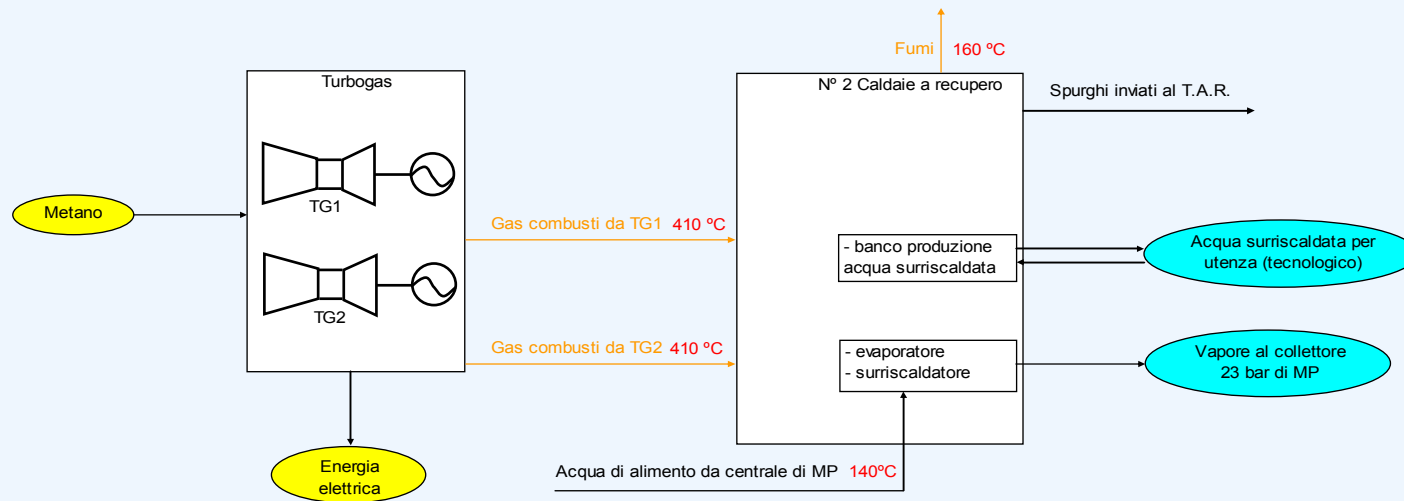 Fumi 160 ºC
Turbogas
Nº 2 Caldaie a recupero
Spurghi inviati al T.A.R.
TG1
Metano
Gas combusti da TG1 410 ºC
- banco produzione
acqua surriscaldata
Acqua surriscaldata per
utenza (tecnologico)
TG2
Gas combusti da TG2 410 ºC
- evaporatore
- surriscaldatore
Vapore al collettore
23 bar di MP
Energia
elettrica
Acqua di alimento da centrale di MP 140ºC